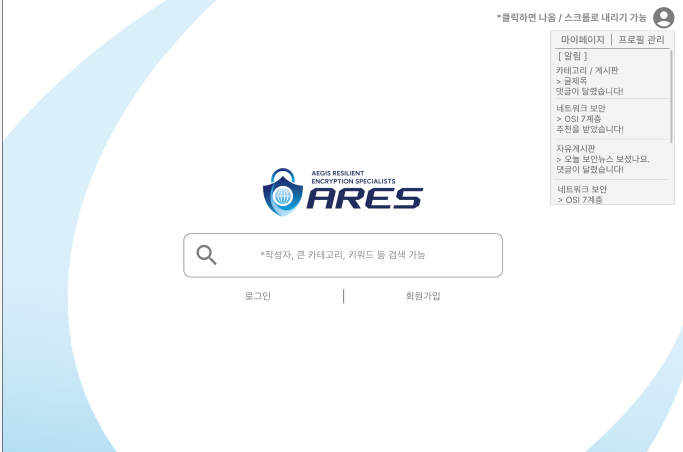 *클릭하면 나옴 / 스크롤로 내리기 가능
마이페이지 | 프로필 관리
[ 알림 ]
카테고리 / 게시판
> 글제목
댓글이 달렸습니다!
네트워크 보안
> OSI 7계층
추천을 받았습니다!
자유게시판
> 오늘 보안뉴스 보셨나요.
댓글이 달렸습니다!
네트워크 보안
> OSI 7계층
AEGIS RESILIENT
ENCRYPTION SPECIALISTS
ARES
*작성자, 큰 카테고리, 키워드 등 검색 가능
로그인 | 회원가입